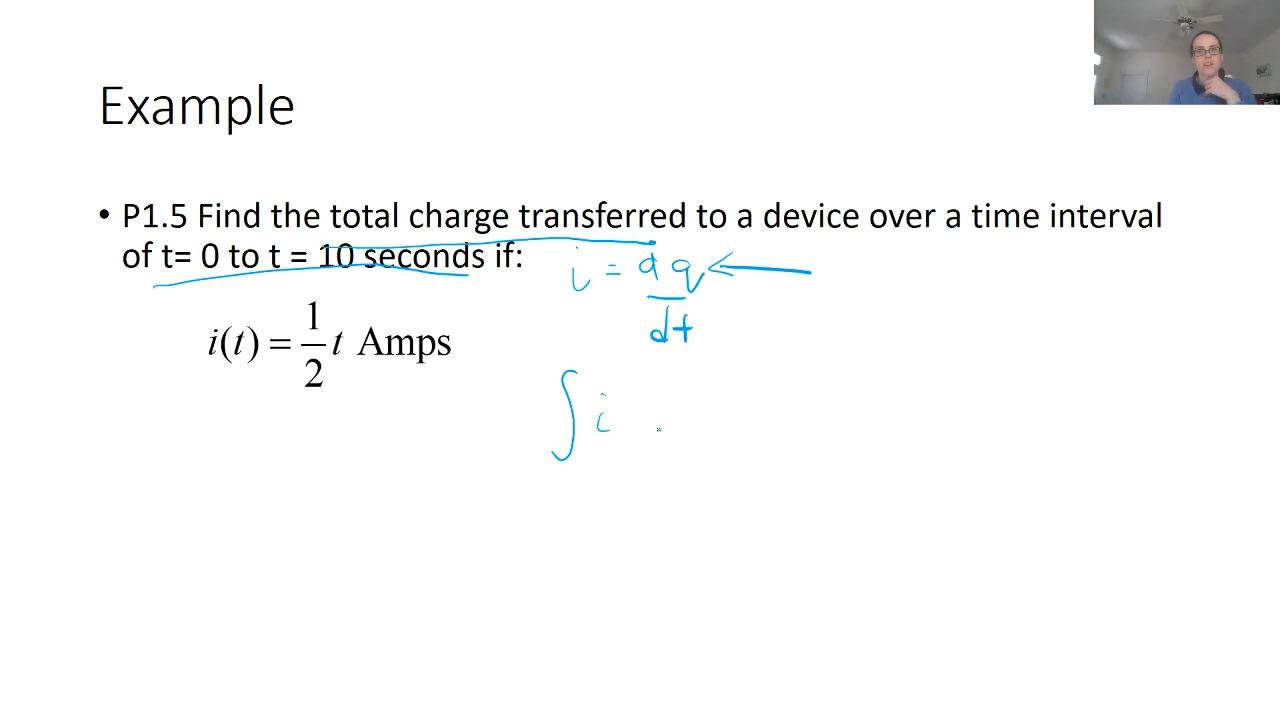 Example
• P1.5 Find the total charge transferred to a device over a time interval
of t= 0 to t = 10 seconds if:
i = dq/dt
i(t) = 1/2 t Amps
∫ i